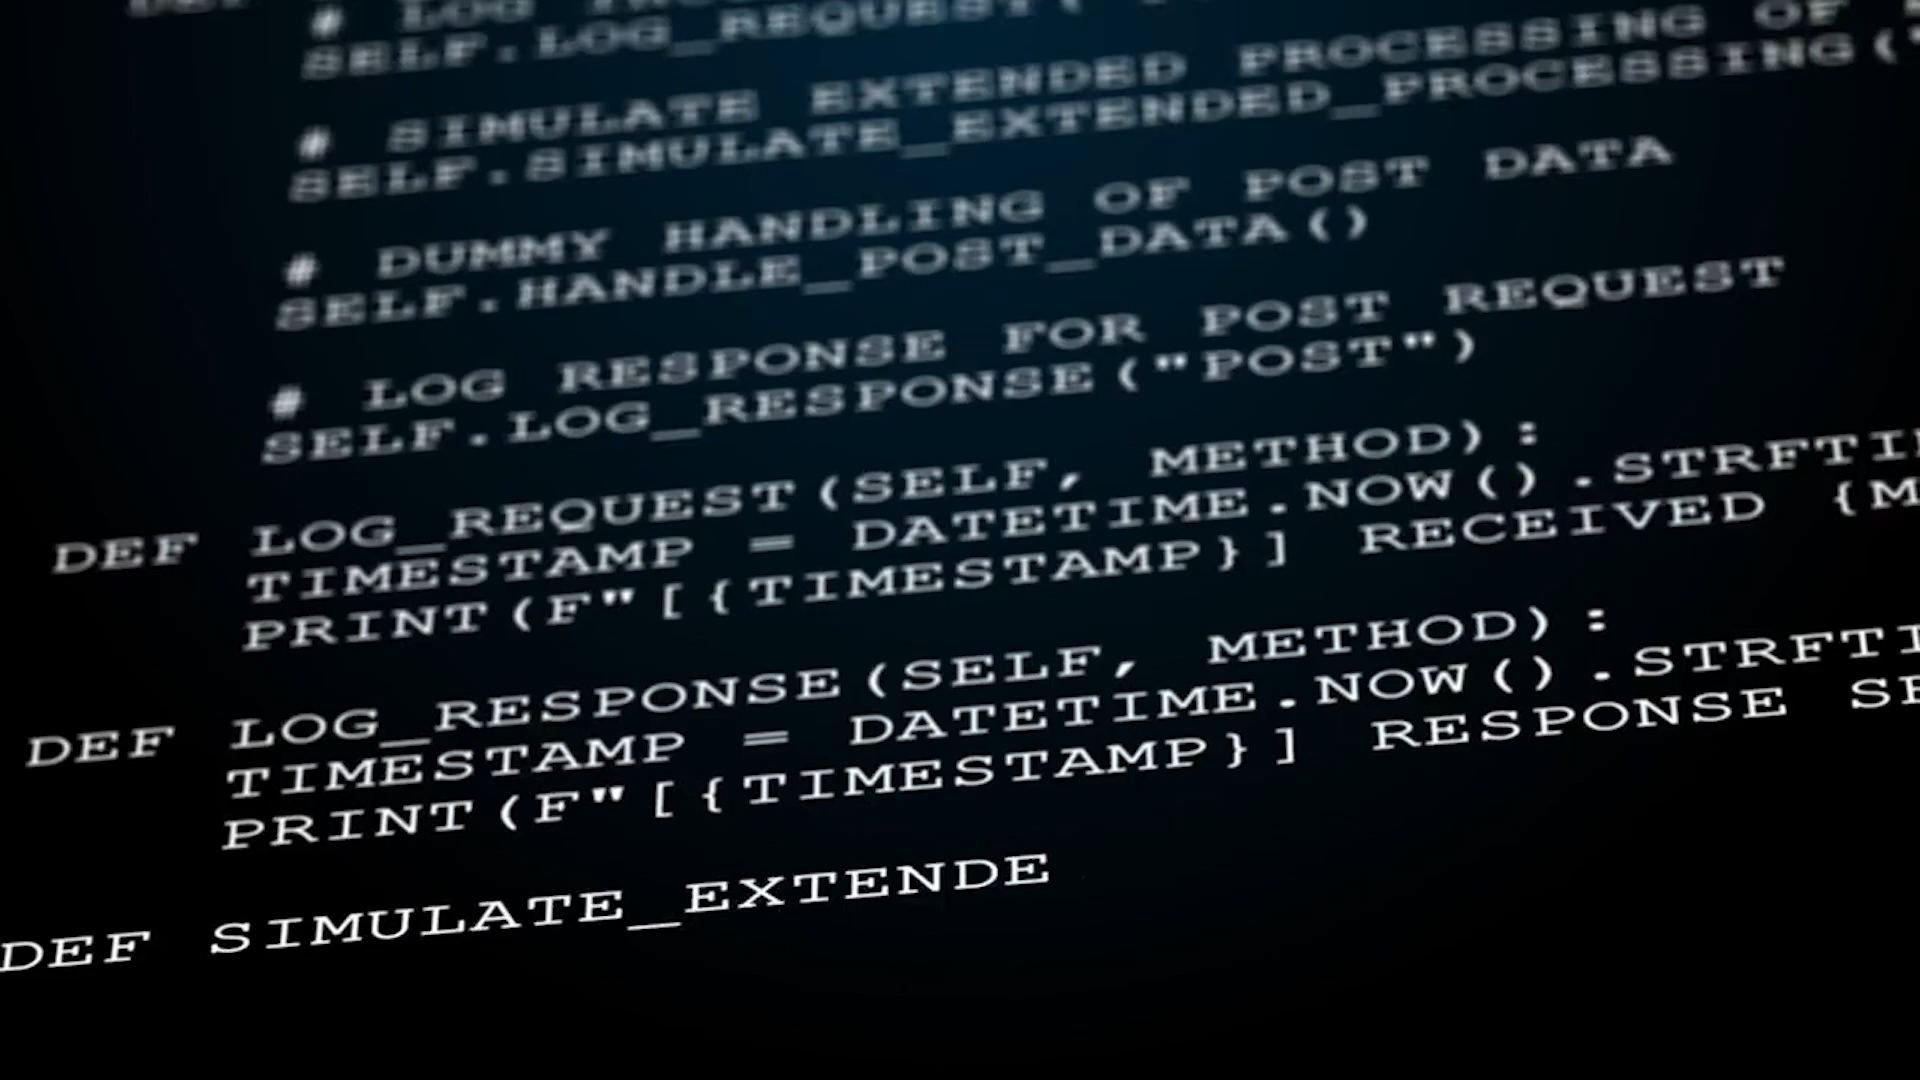 # LOG
SELF.LOG_REQUEST(
# SIMULATE EXTENDED PROCESSING OF
SELF.SIMULATE_EXTENDED_PROCESSING("
# DUMMY HANDLING OF POST DATA
SELF.HANDLE_POST_DATA()
# LOG RESPONSE FOR POST REQUEST
SELF.LOG_RESPONSE("POST")
DEF LOG_REQUEST(SELF, METHOD):
TIMESTAMP = DATETIME.NOW().STRFTI
PRINT(F"[{TIMESTAMP}] RECEIVED {M
DEF LOG_RESPONSE(SELF, METHOD):
TIMESTAMP = DATETIME.NOW().STRFTI
PRINT(F"[{TIMESTAMP}] RESPONSE SE
DEF SIMULATE_EXTENDE